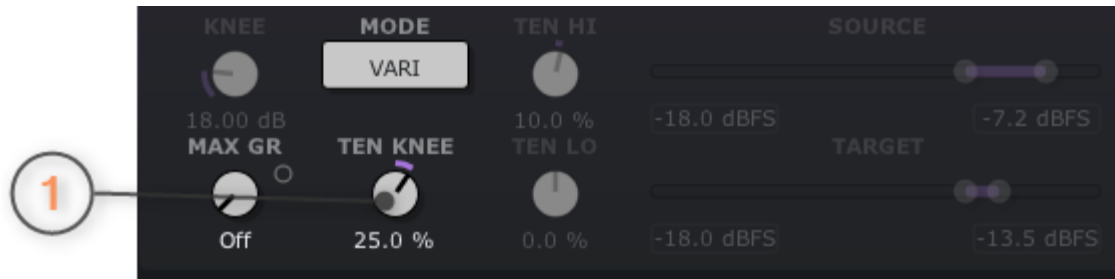 KNEE MODE TEN HI SOURCE
VARI
18.00 dB 10.0 % -18.0 dBFS -7.2 dBFS
MAX GR TEN KNEE TEN LO TARGET
1
Off 25.0 % 0.0 % -18.0 dBFS -13.5 dBFS